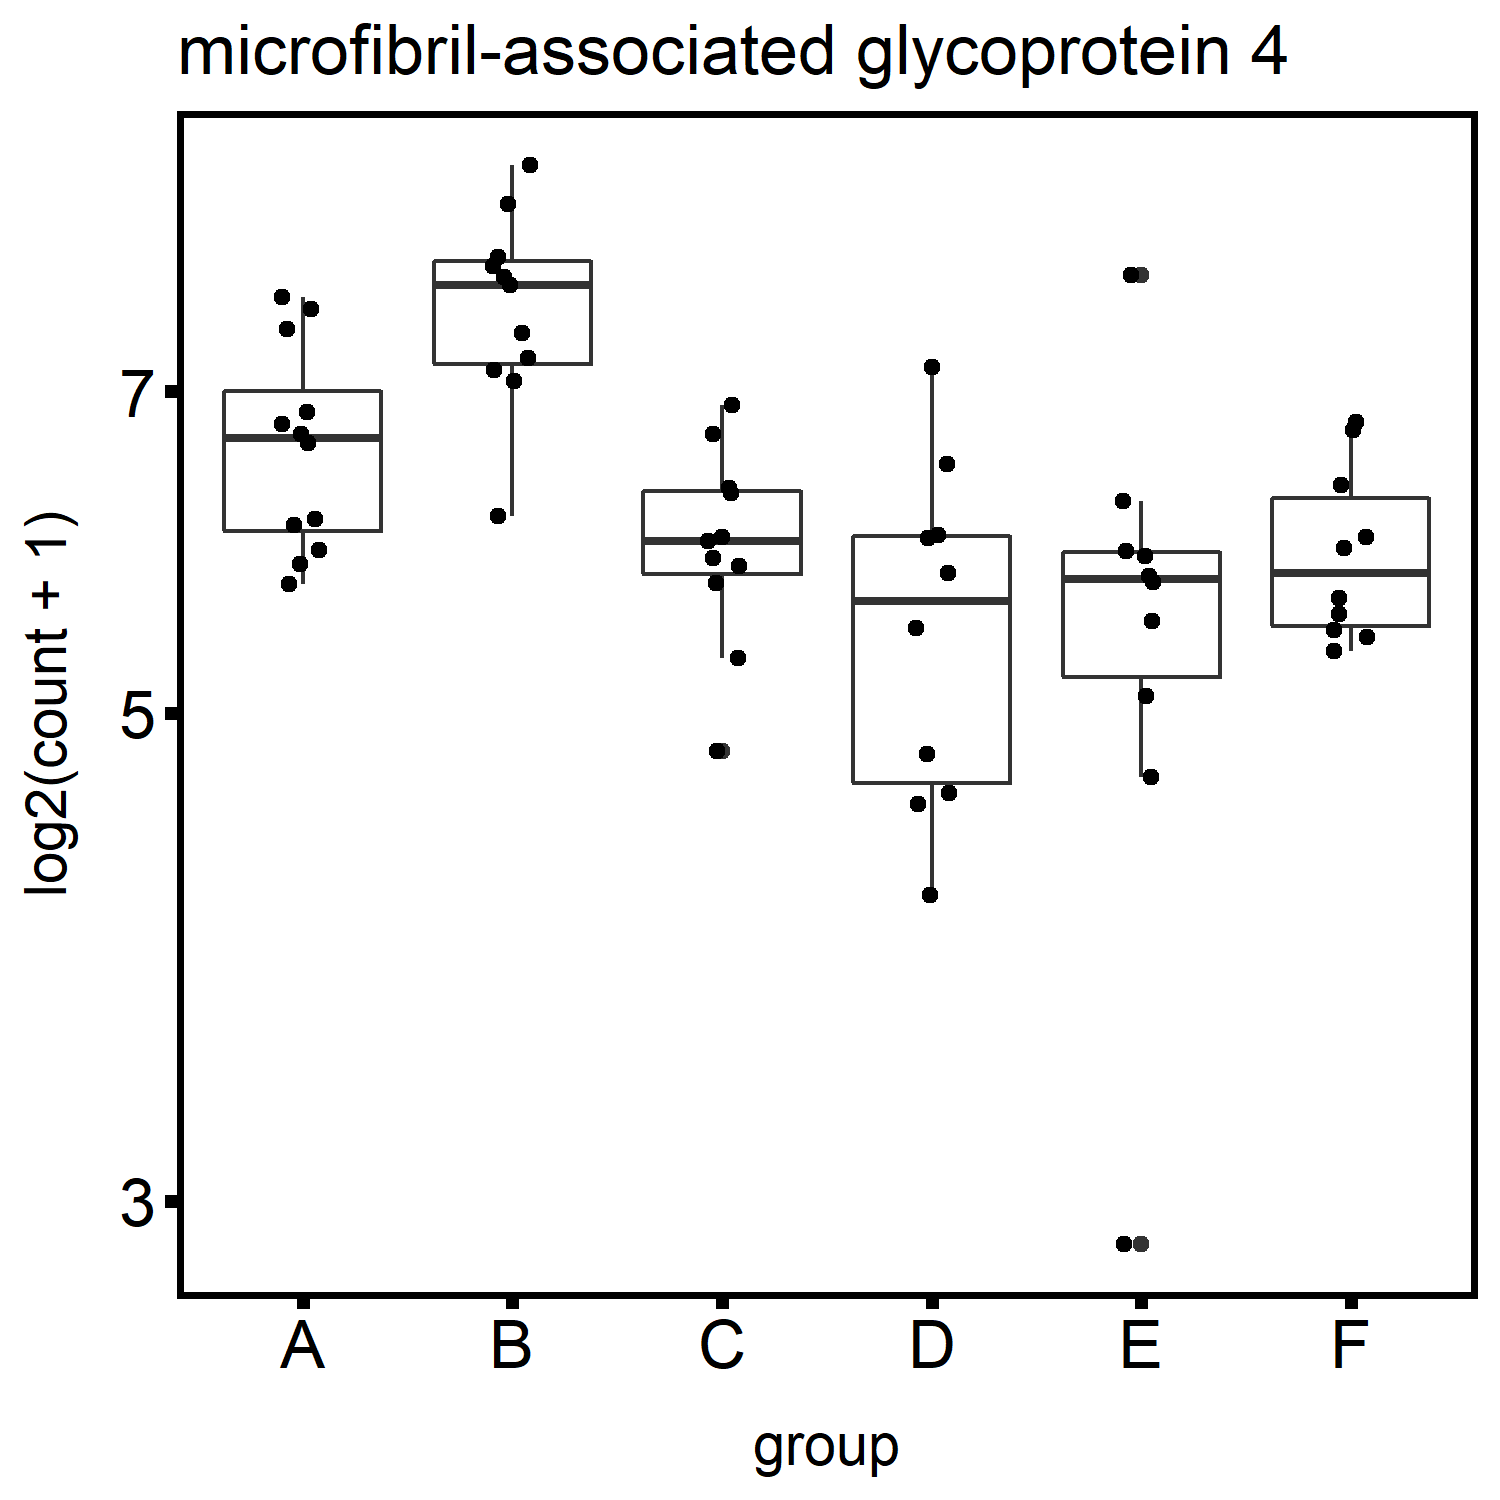 microfibril-associated glycoprotein 4
log2(count + 1)
7
5
3
A B C D E F
group